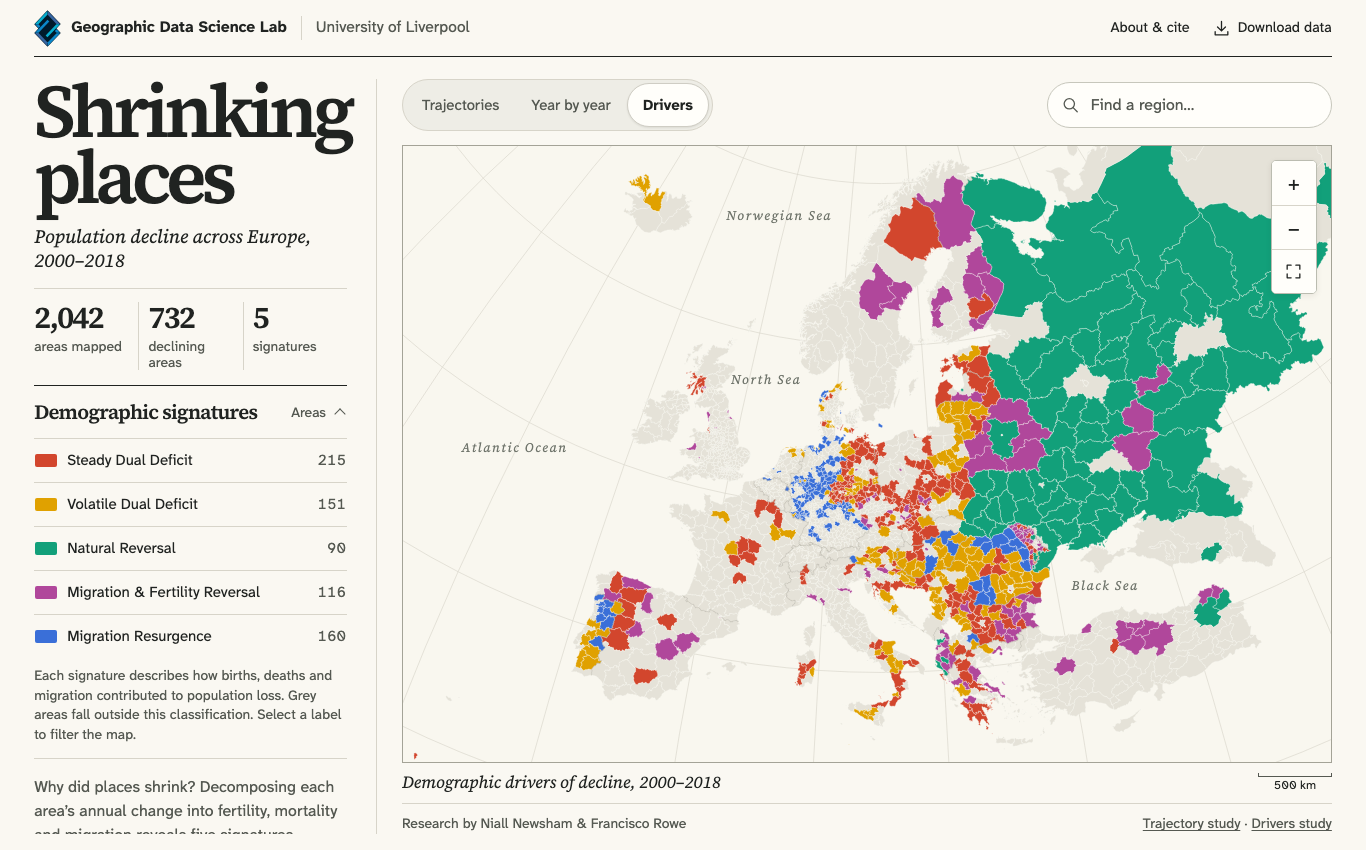 Geographic Data Science Lab
University of Liverpool
About & cite
Download data
Shrinking
places
Population decline across Europe,
2000–2018
2,042
areas mapped
732
declining
areas
5
signatures
Demographic signatures
Areas
Steady Dual Deficit 215
Volatile Dual Deficit 151
Natural Reversal 90
Migration & Fertility Reversal 116
Migration Resurgence 160
Each signature describes how births, deaths and
migration contributed to population loss. Grey
areas fall outside this classification. Select a label
to filter the map.
Why did places shrink? Decomposing each
area's annual change into fertility, mortality
and migration reveals five signatures
Trajectories
Year by year
Drivers
Find a region...
+
−
Norwegian Sea
North Sea
Atlantic Ocean
Black Sea
Demographic drivers of decline, 2000–2018
500 km
Research by Niall Newsham & Francisco Rowe
Trajectory study · Drivers study